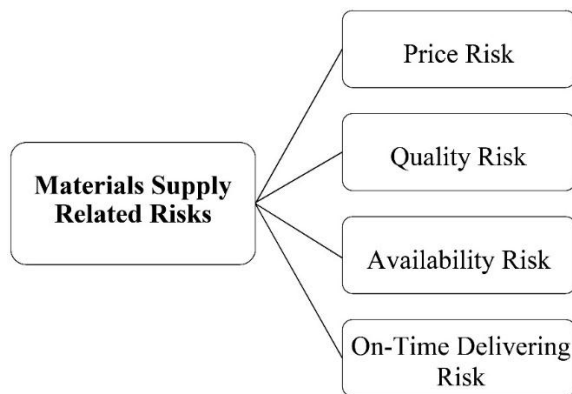 Price Risk
Quality Risk
Materials Supply
Related Risks
Availability Risk
On-Time Delivering
Risk